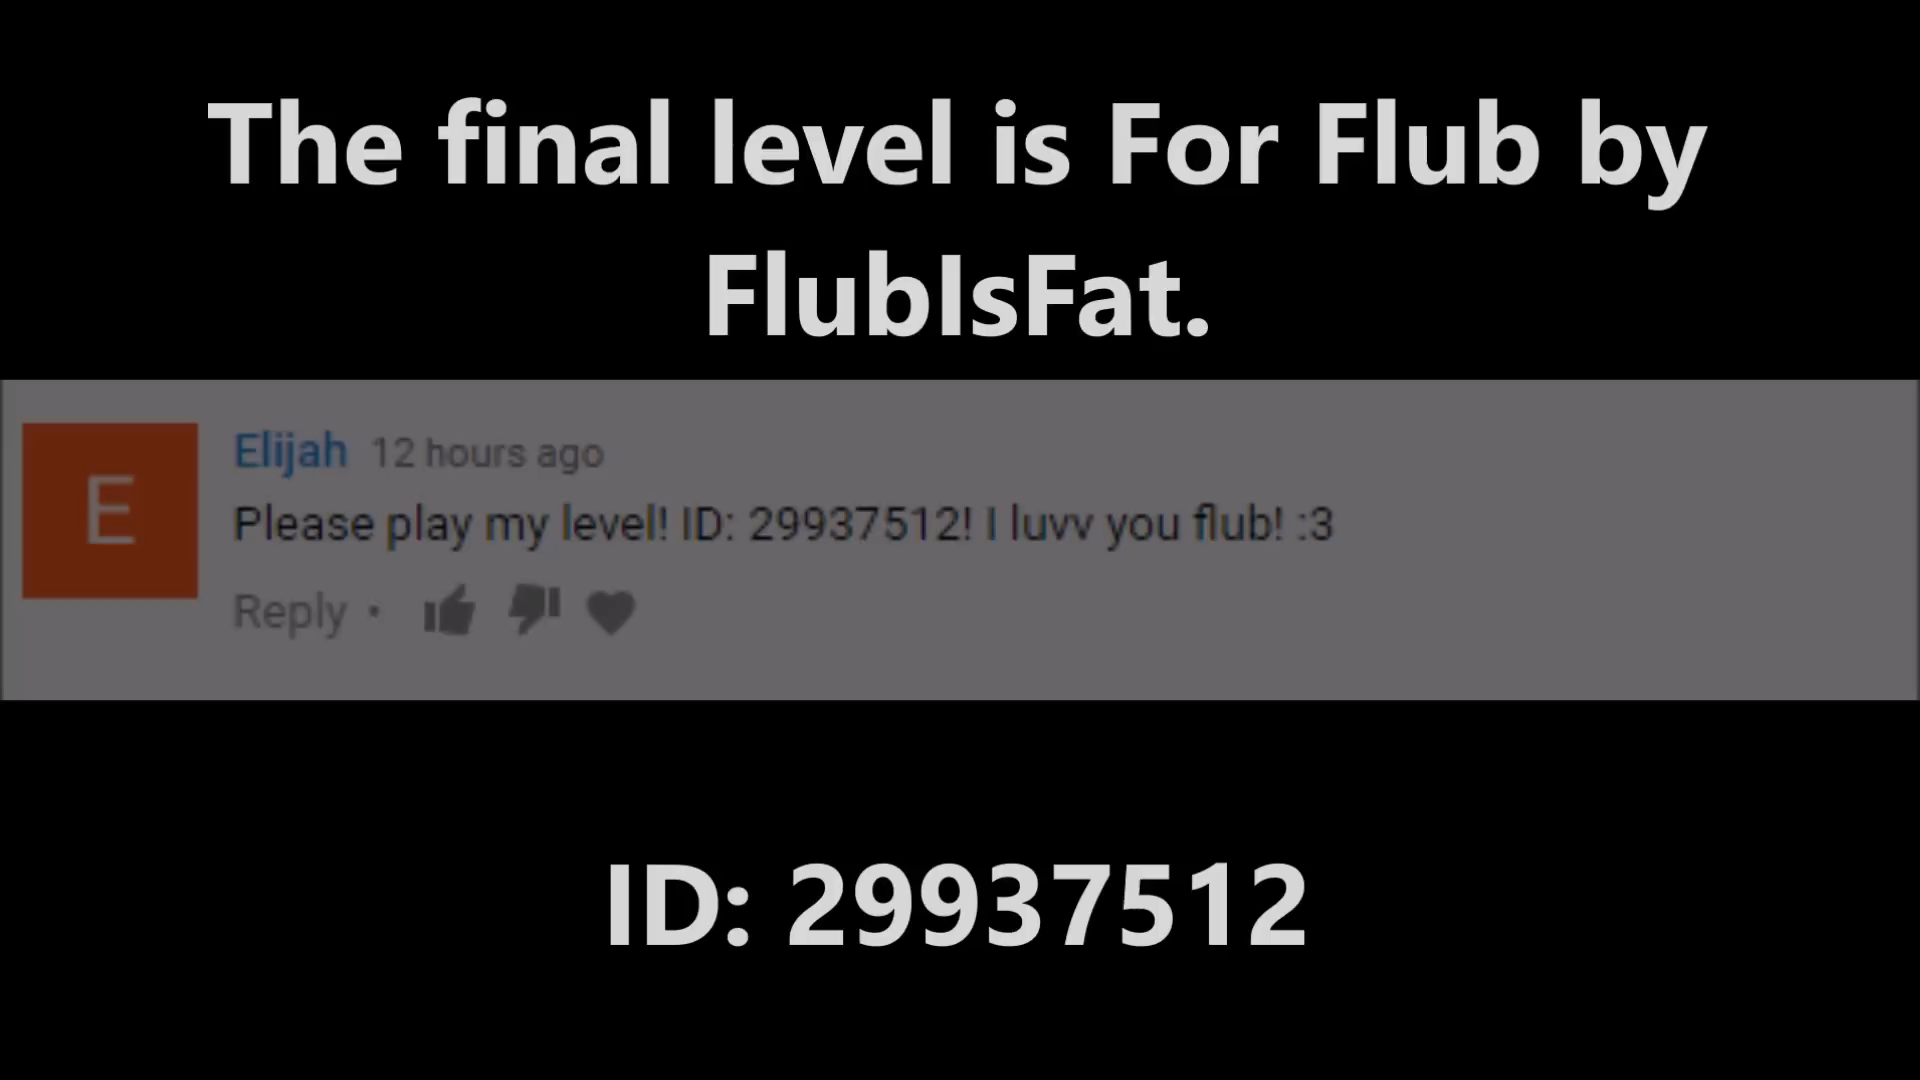 The final level is For Flub by
FlubIsFat.
E
Elijah 12 hours ago
Please play my level! ID: 29937512! I luvv you flub! :3
Reply •
ID: 29937512